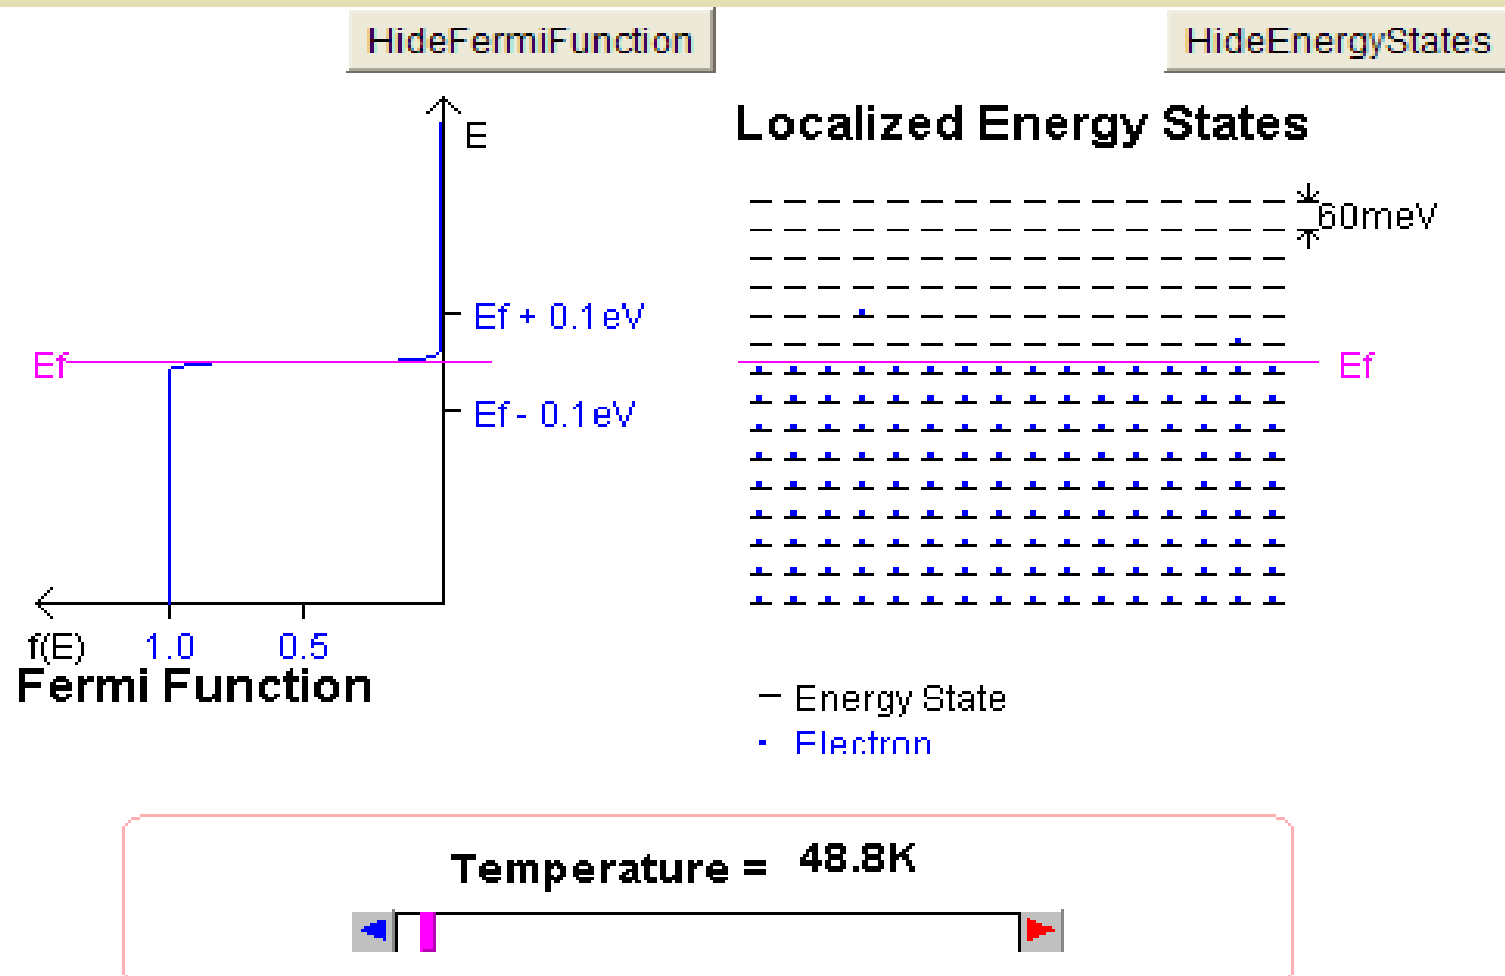 HideFermiFunction
HideEnergyStates
E
Localized Energy States
60meV
Ef + 0.1eV
Ef
Ef
Ef - 0.1eV
f(E) 1.0 0.5
Fermi Function
Energy State
Electron
Temperature = 48.8K